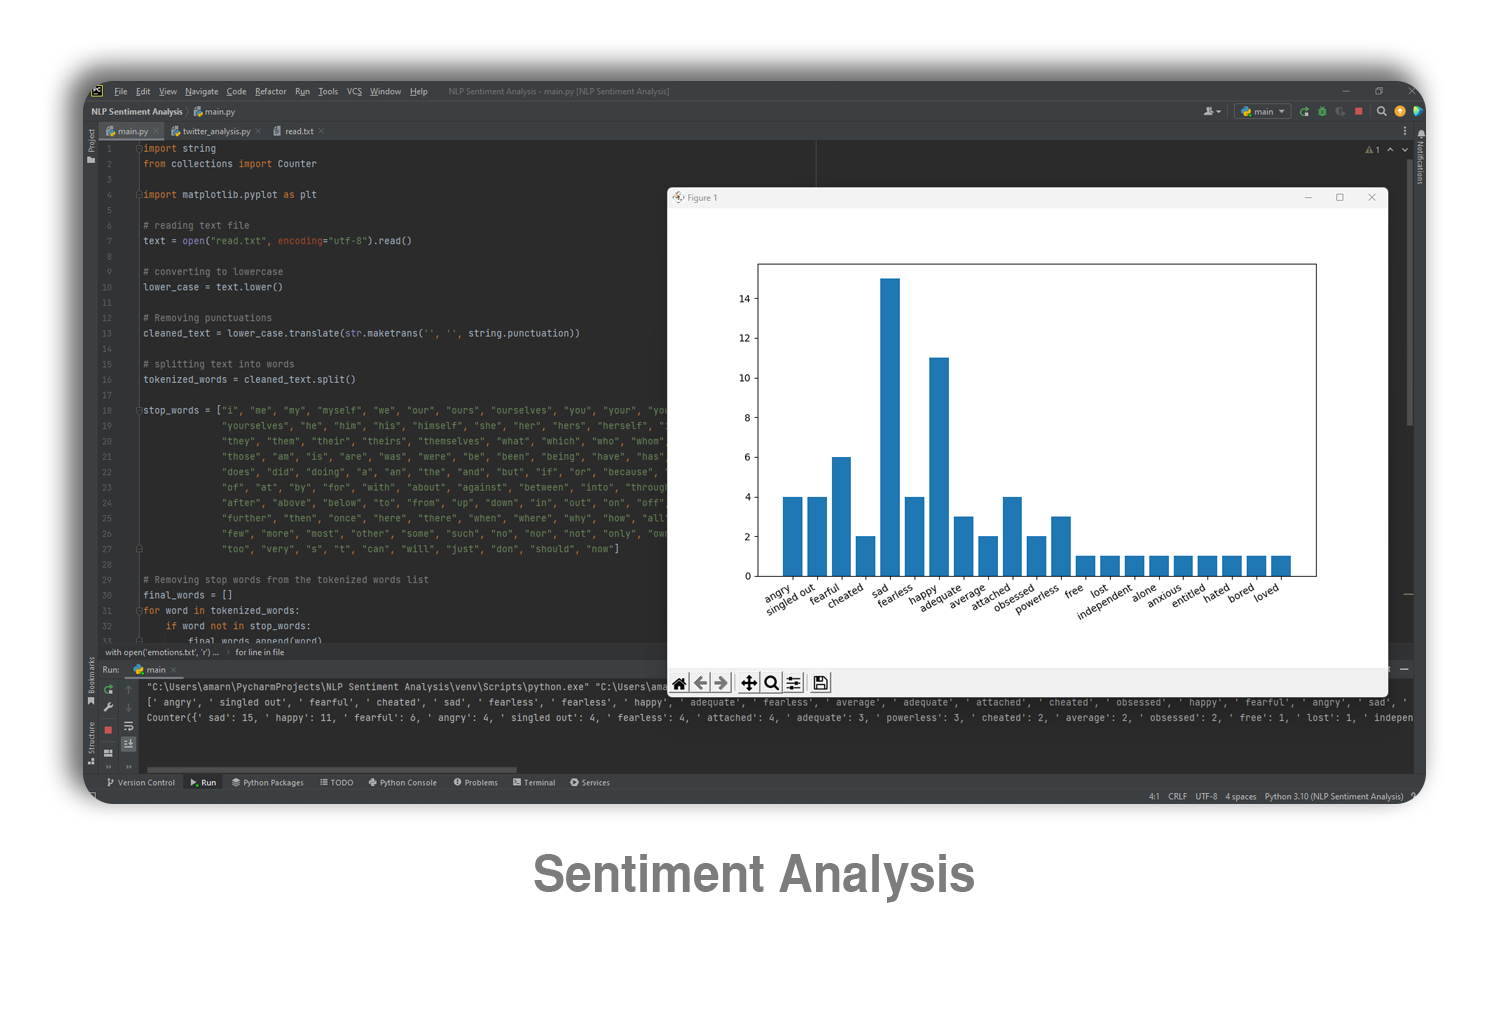 PC File Edit View Navigate Code Refactor Run Tools VCS Window Help NLP Sentiment Analysis - main.py [NLP Sentiment Analysis]
NLP Sentiment Analysis main.py main
main.py twitter_analysis.py read.txt
Project
Notifications
1
1 import string
2 from collections import Counter
3
4 import matplotlib.pyplot as plt
5
6 # reading text file
7 text = open("read.txt", encoding="utf-8").read()
8
9 # converting to lowercase
10 lower_case = text.lower()
11
12 # Removing punctuations
13 cleaned_text = lower_case.translate(str.maketrans('', '', string.punctuation))
14
15 # splitting text into words
16 tokenized_words = cleaned_text.split()
17
18 stop_words = ["i", "me", "my", "myself", "we", "our", "ours", "ourselves", "you", "your", "you
19 "yourselves", "he", "him", "his", "himself", "she", "her", "hers", "herself",
20 "they", "them", "their", "theirs", "themselves", "what", "which", "who", "whom"
21 "those", "am", "is", "are", "was", "were", "be", "been", "being", "have", "has",
22 "does", "did", "doing", "a", "an", "the", "and", "but", "if", "or", "because", "
23 "of", "at", "by", "for", "with", "about", "against", "between", "into", "through
24 "after", "above", "below", "to", "from", "up", "down", "in", "out", "on", "off",
25 "further", "then", "once", "here", "there", "when", "where", "why", "how", "all"
26 "few", "more", "most", "other", "some", "such", "no", "nor", "not", "only", "own
27 "too", "very", "s", "t", "can", "will", "just", "don", "should", "now"]
28
29 # Removing stop words from the tokenized words list
30 final_words = []
31 for word in tokenized_words:
32 if word not in stop_words:
33 final_words.append(word)
with open('emotions.txt', 'r') ... for line in file
Figure 1
14
12
10
8
6
4
2
0
angry singled out fearful cheated sad fearless happy adequate average attached obsessed powerless free lost independent alone anxious entitled hated bored loved
Run: main
Bookmarks
Structure
"C:\Users\amarn\PycharmProjects\NLP Sentiment Analysis\venv\Scripts\python.exe" "C:\Users\amar
[' angry', ' singled out', ' fearful', ' cheated', ' sad', ' fearless', ' fearless', ' happy', ' adequate', ' fearless', ' average', ' adequate', ' attached', ' cheated', ' obsessed', ' happy', ' fearful', ' angry', ' sad', '
Counter({' sad': 15, ' happy': 11, ' fearful': 6, ' angry': 4, ' singled out': 4, ' fearless': 4, ' attached': 4, ' adequate': 3, ' powerless': 3, ' cheated': 2, ' average': 2, ' obsessed': 2, ' free': 1, ' lost': 1, ' indepen
Version Control Run Python Packages TODO Python Console Problems Terminal Services
4:1 CRLF UTF-8 4 spaces Python 3.10 (NLP Sentiment Analysis)
Sentiment Analysis